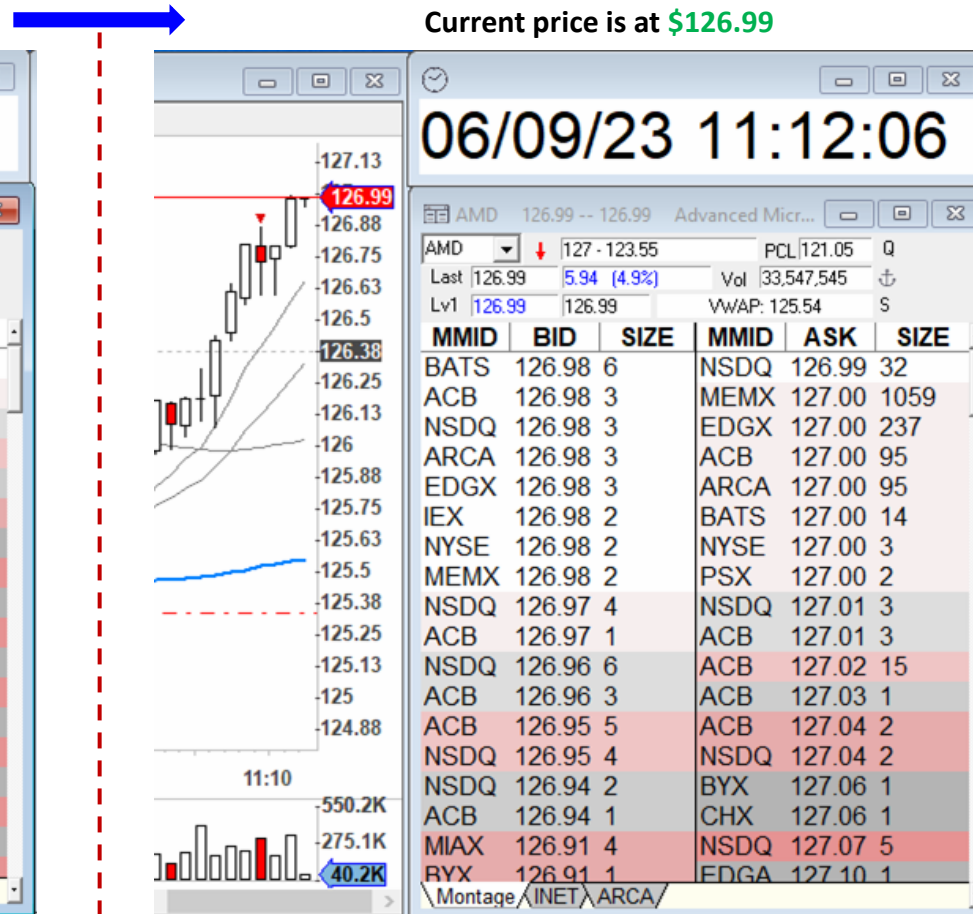 Current price is at $126.99
127.13
126.99
126.88
126.75
126.63
126.5
126.38
126.25
126.13
126
125.88
125.75
125.63
125.5
125.38
125.25
125.13
125
124.88
11:10
550.2K
275.1K
40.2K
06/09/23 11:12:06
AMD 126.99 -- 126.99 Advanced Micr...
AMD 127 - 123.55 PCL 121.05 Q
Last 126.99 5.94 (4.9%) Vol 33,547,545
Lv1 126.99 126.99 VWAP: 125.54 S
MMID BID SIZE MMID ASK SIZE
BATS 126.98 6 NSDQ 126.99 32
ACB 126.98 3 MEMX 127.00 1059
NSDQ 126.98 3 EDGX 127.00 237
ARCA 126.98 3 ACB 127.00 95
EDGX 126.98 3 ARCA 127.00 95
IEX 126.98 2 BATS 127.00 14
NYSE 126.98 2 NYSE 127.00 3
MEMX 126.98 2 PSX 127.00 2
NSDQ 126.97 4 NSDQ 127.01 3
ACB 126.97 1 ACB 127.01 3
NSDQ 126.96 6 ACB 127.02 15
ACB 126.96 3 ACB 127.03 1
ACB 126.95 5 ACB 127.04 2
NSDQ 126.95 4 NSDQ 127.04 2
NSDQ 126.94 2 BYX 127.06 1
ACB 126.94 1 CHX 127.06 1
MIAX 126.91 4 NSDQ 127.07 5
BYX 126.91 1 EDGA 127.10 1
Montage INET ARCA